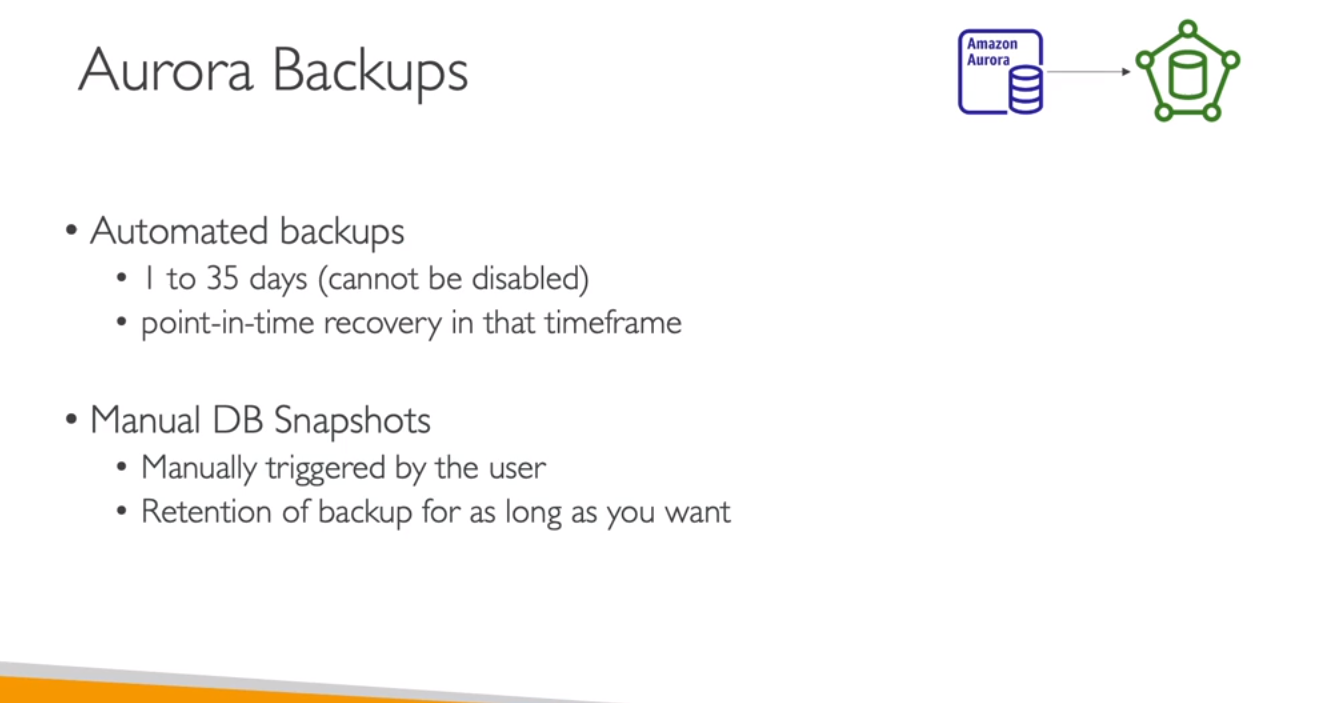 Aurora Backups
Amazon
Aurora
• Automated backups
• 1 to 35 days (cannot be disabled)
• point-in-time recovery in that timeframe
• Manual DB Snapshots
• Manually triggered by the user
• Retention of backup for as long as you want